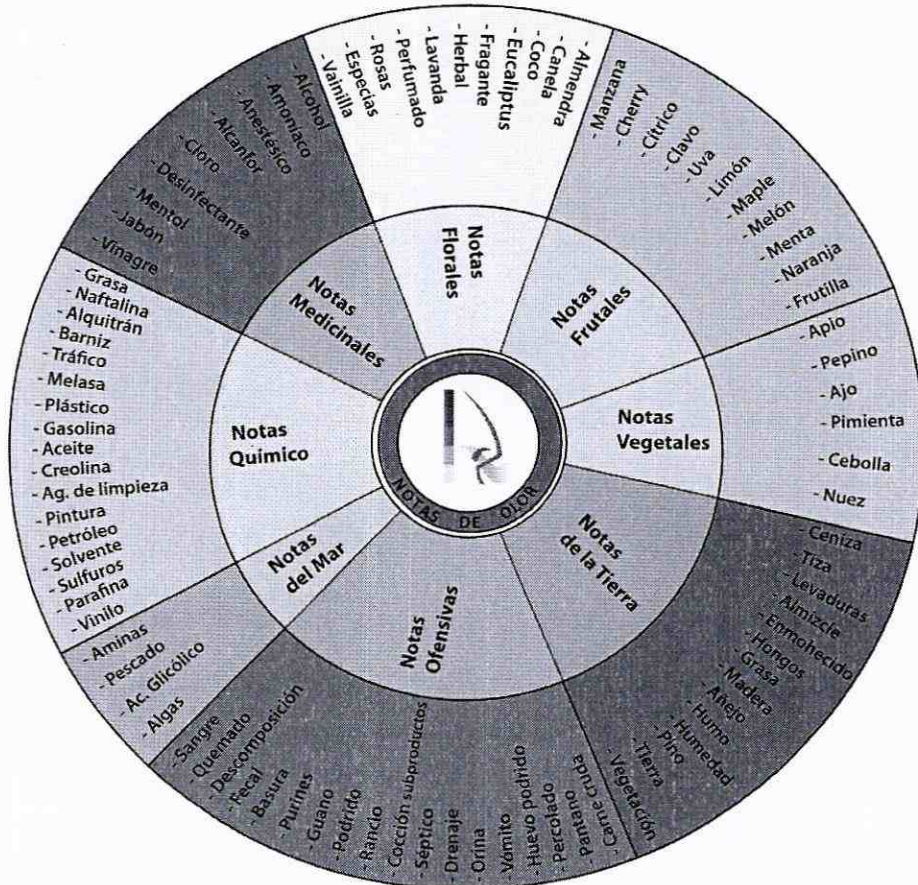 NOTAS DE OLOR
Notas
Florales
- Vainilla
- Especias
- Rosas
- Perfumado
- Lavanda
- Herbal
- Fragante
- Eucaliptus
- Coco
- Canela
- Almendra
Notas
Frutales
- Manzana
- Cherry
- Cítrico
- Clavo
- Uva
- Limón
- Maple
- Melón
- Menta
- Naranja
- Frutilla
Notas
Vegetales
- Apio
- Pepino
- Ajo
- Pimienta
- Cebolla
- Nuez
Notas
de la Tierra
- Ceniza
- Tiza
- Levaduras
- Almizcle
- Enmohecido
- Hongos
- Grasa
- Madera
- Añejo
- Humo
- Humedad
- Pino
- Tierra
- Vegetación
Notas
Ofensivas
- Sangre
- Quemado
- Descomposición
- Fecal
- Basura
- Purines
- Guano
- Podrido
- Rancio
- Cocción subproductos
- Séptico
- Drenaje
- Orina
- Vómito
- Huevo podrido
- Percolado
- Pantano
- Carne cruda
Notas
del Mar
- Aminas
- Pescado
- Ac. Glicólico
- Algas
Notas
Químico
- Grasa
- Naftalina
- Alquitrán
- Barniz
- Tráfico
- Melasa
- Plástico
- Gasolina
- Aceite
- Creolina
- Ag. de limpieza
- Pintura
- Petróleo
- Solvente
- Sulfuros
- Parafina
- Vinilo
Notas
Medicinales
- Alcohol
- Amoniaco
- Anestésico
- Alcanfor
- Cloro
- Desinfectante
- Mentol
- Jabón
- Vinagre